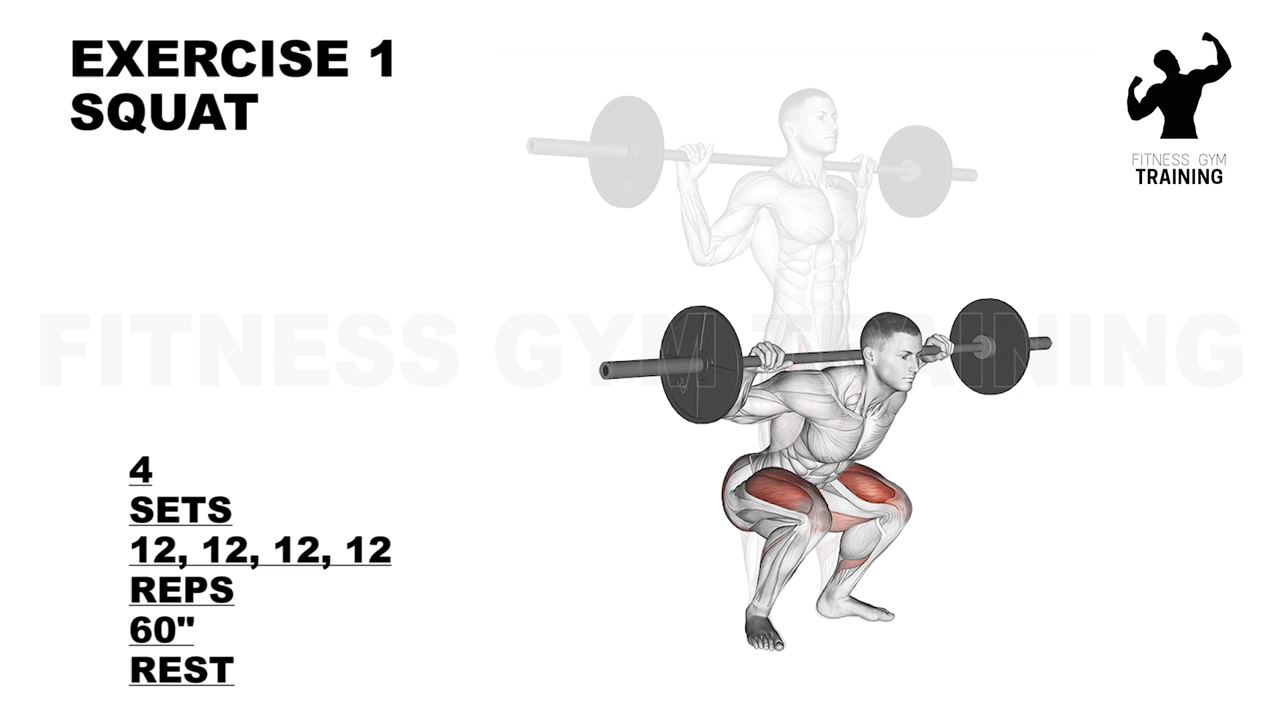 EXERCISE 1
SQUAT
FITNESS GYM
TRAINING
FITNESS GYM TRAINING
4
SETS
12, 12, 12, 12
REPS
60"
REST